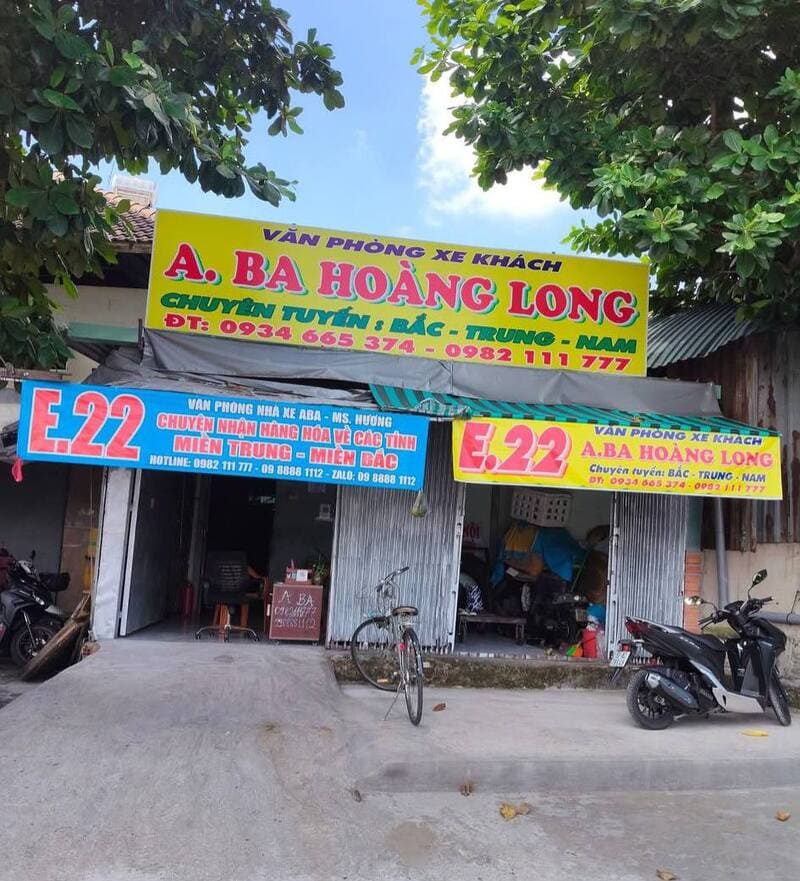 VĂN PHÒNG XE KHÁCH
A. BA HOÀNG LONG
CHUYÊN TUYẾN : BẮC - TRUNG - NAM
ĐT: 0934 665 374 - 0982 111 777
E.22
VĂN PHÒNG NHÀ XE ABA - MS. HƯƠNG
CHUYÊN NHẬN HÀNG HÓA VỀ CÁC TỈNH
MIỀN TRUNG - MIỀN BẮC
HOTLINE: 0982 111 777 - 09 8888 1112 - ZALO: 09 8888 1112
E.22
VĂN PHÒNG XE KHÁCH
A.BA HOÀNG LONG
Chuyên tuyến: BẮC - TRUNG - NAM
ĐT: 0934 665 374 - 0982 111 777
A BA
0982111777
0988881112